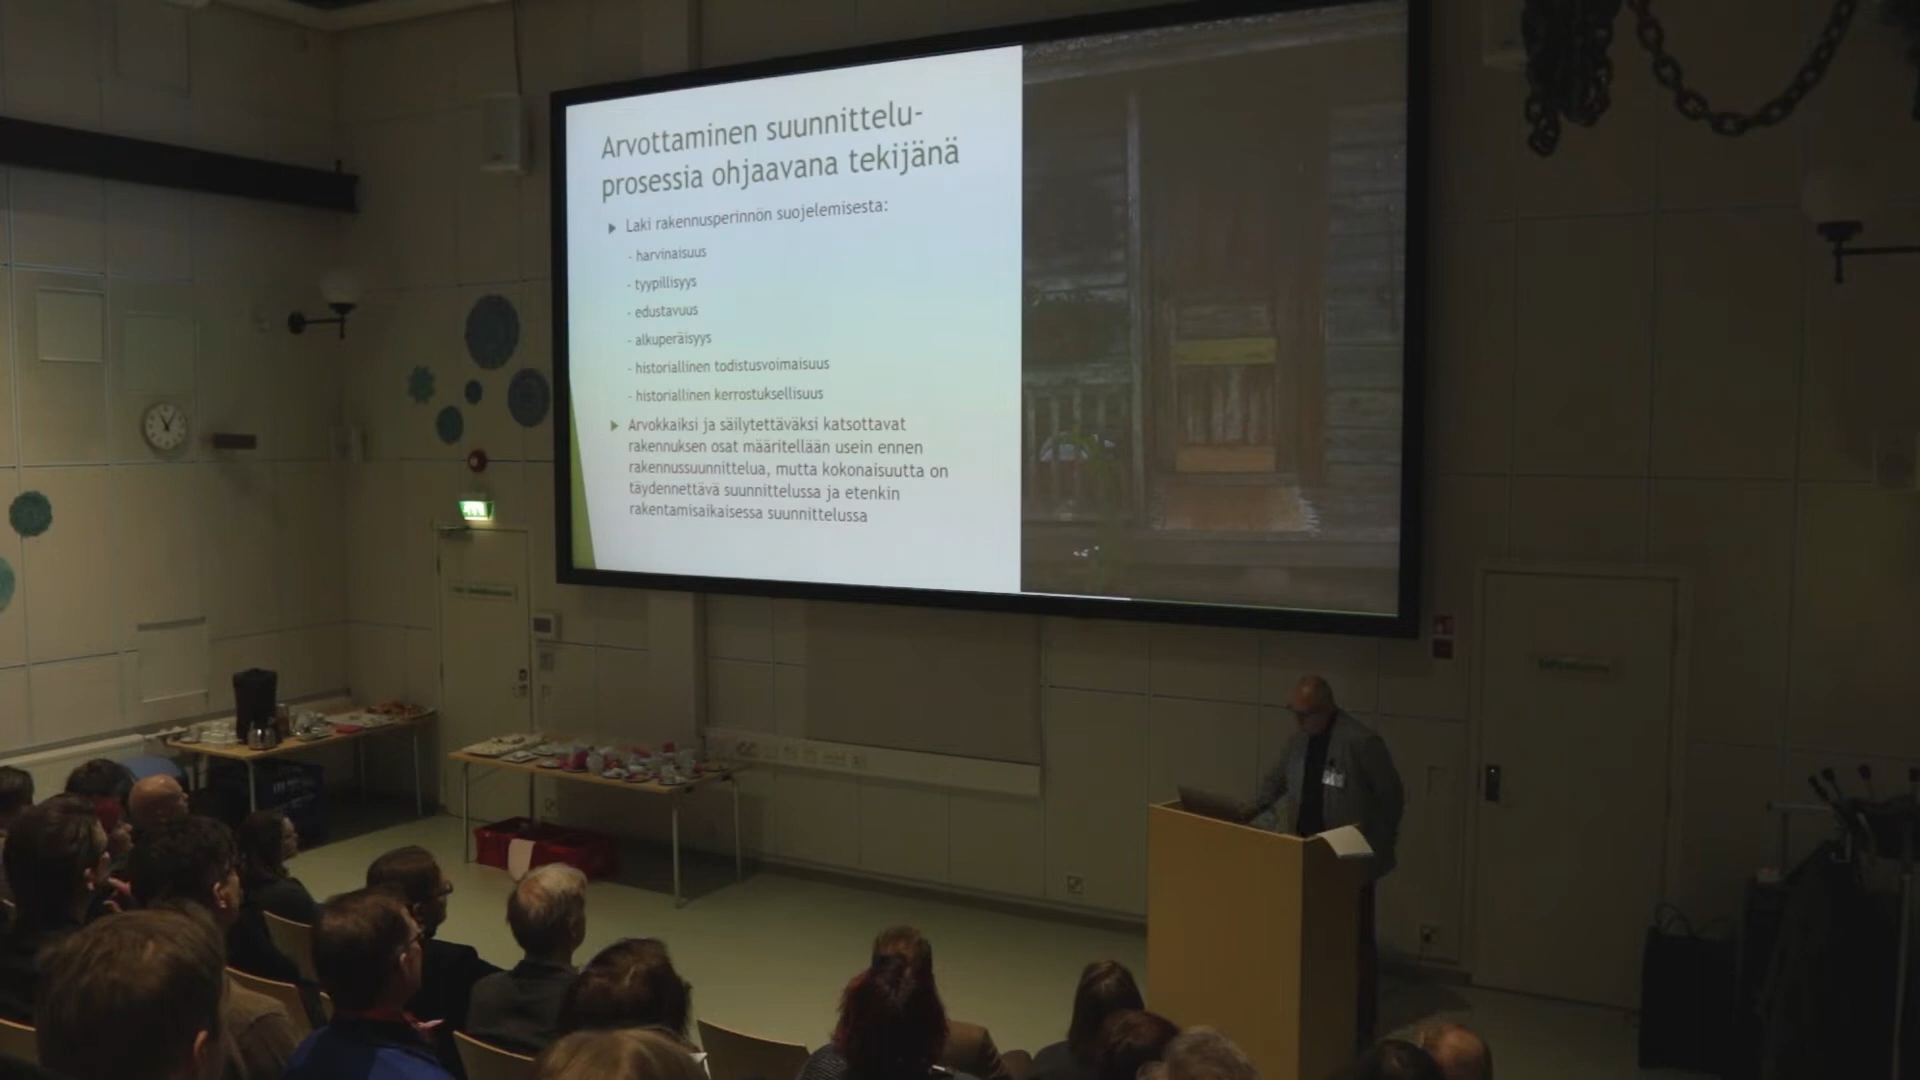 Arvottaminen suunnittelu-
prosessia ohjaavana tekijänä
Laki rakennusperinnön suojelemisesta:
- harvinaisuus
- tyypillisyys
- edustavuus
- alkuperäisyys
- historiallinen todistusvoimaisuus
- historiallinen kerrostuksellisuus
Arvokkaiksi ja säilytettäväksi katsottavat
rakennuksen osat määritellään usein ennen
rakennussuunnittelua, mutta kokonaisuutta on
täydennettävä suunnittelussa ja etenkin
rakentamisaikaisessa suunnittelussa